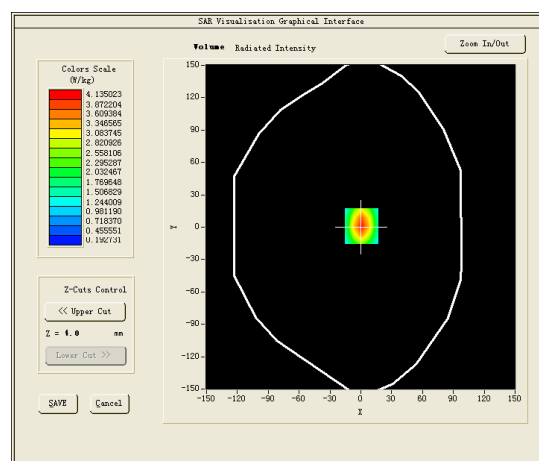 SAR Visualisation Graphical Interface
Volume Radiated Intensity
Zoom In/Out
Colors Scale
(W/kg)
4.135023
3.872204
3.609384
3.346565
3.083745
2.820926
2.558106
2.295287
2.032467
1.769648
1.506829
1.244009
0.981190
0.718370
0.455551
0.192731
150
120
90
60
30
0
-30
-60
-90
-120
-150
Y
-150 -120 -90 -60 -30 0 30 60 90 120 150
X
Z-Cuts Control
<< Upper Cut
Z = 4.0 mm
Lower Cut >>
SAVE Cancel